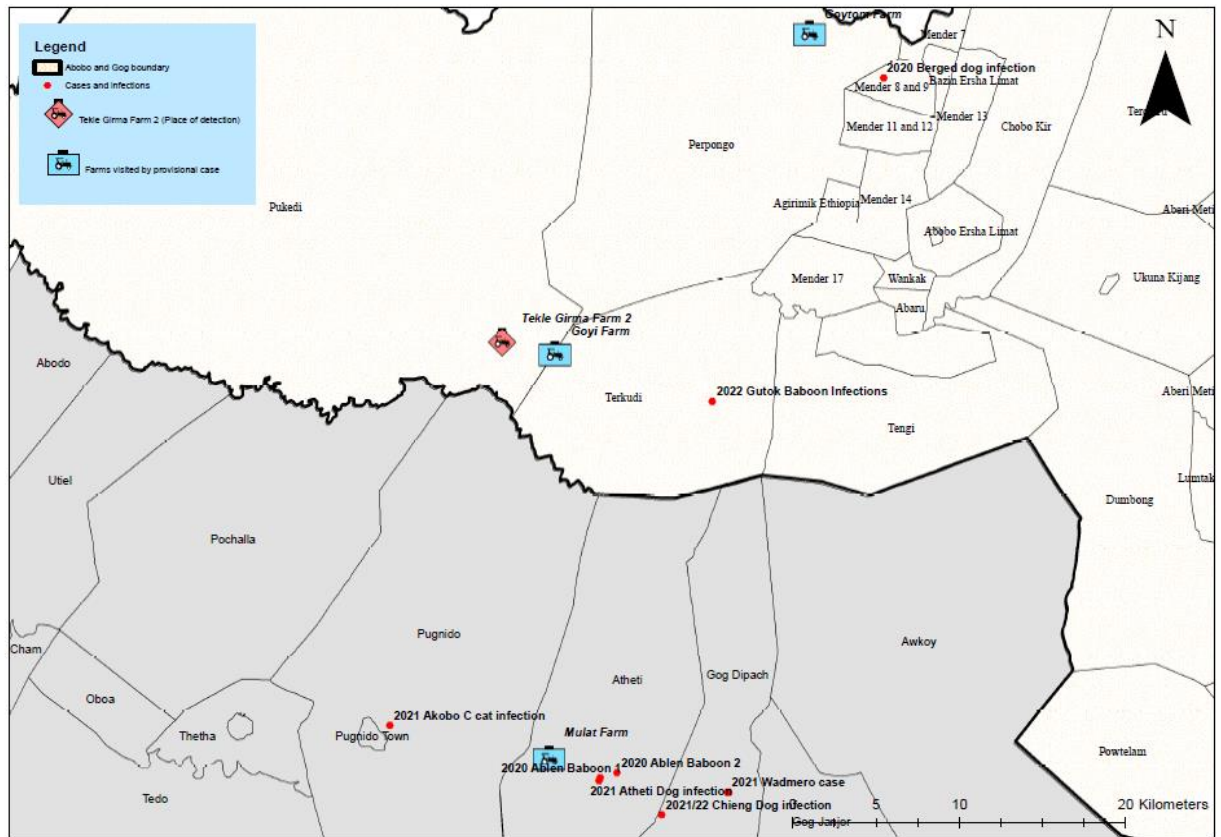 Legend
Abobo and Gog boundary
Cases and infections
Tekle Girma Farm 2 (Place of detection)
Farms visited by provisional case
N
Goyrom Farm
Mender 7
2020 Berged dog infection
Bazin Ersha Limat
Mender 8 and 9
Mender 13
Mender 11 and 12
Chobo Kir
Perpongo
Pukedi
Agirimik Ethiopia
Mender 14
Aberi Meti
Abobo Ersha Limat
Mender 17
Wankak
Ukuna Kijang
Abaru
Tekle Girma Farm 2
Goyi Farm
Abodo
Terkudi
2022 Gutok Baboon Infections
Aberi Meti
Tengi
Utiel
Lumtak
Dumbong
Pochalla
Pugnido
Awkoy
Cham
Atheti
Gog Dipach
Oboa
2021 Akobo C cat infection
Thetha
Pugnido Town
Mulat Farm
Powtelam
2020 Ablen Baboon 1
2020 Ablen Baboon 2
2021 Atheti Dog infection
2021 Wadmero case
Tedo
2021/22 Chieng Dog infection
0 5 10 20 Kilometers
Gog Janjor